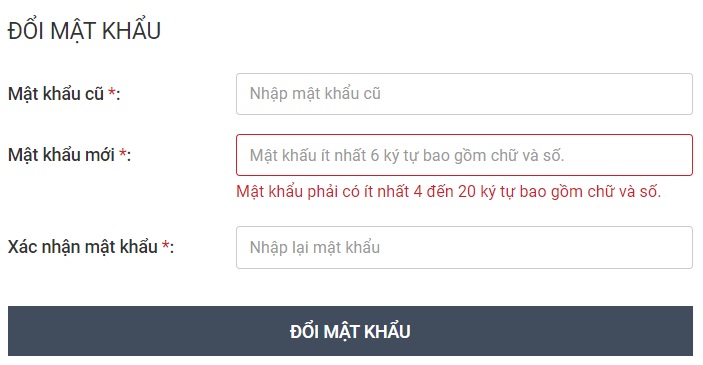 ĐỔI MẬT KHẨU
Mật khẩu cũ *:
Nhập mật khẩu cũ
Mật khẩu mới *:
Mật khẩu ít nhất 6 ký tự bao gồm chữ và số.
Mật khẩu phải có ít nhất 4 đến 20 ký tự bao gồm chữ và số.
Xác nhận mật khẩu *:
Nhập lại mật khẩu
ĐỔI MẬT KHẨU